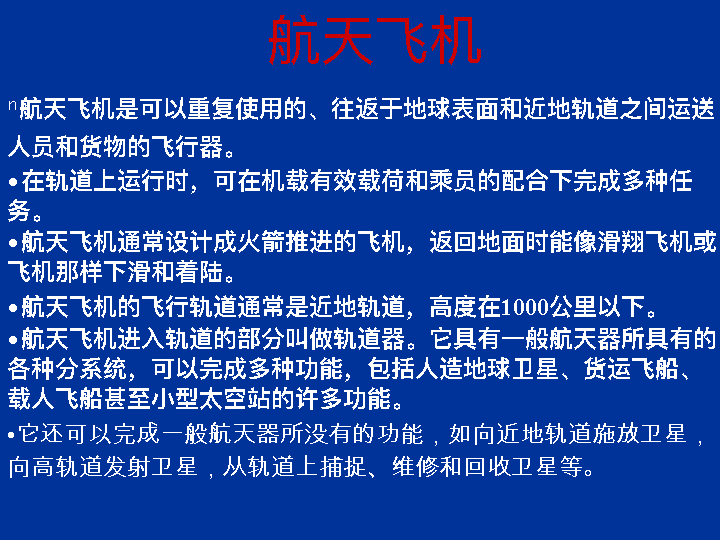 航天飞机
n航天飞机是可以重复使用的、往返于地球表面和近地轨道之间运送
人员和货物的飞行器。
•在轨道上运行时，可在机载有效载荷和乘员的配合下完成多种任
务。
•航天飞机通常设计成火箭推进的飞机，返回地面时能像滑翔飞机或
飞机那样下滑和着陆。
•航天飞机的飞行轨道通常是近地轨道，高度在1000公里以下。
•航天飞机进入轨道的部分叫做轨道器。它具有一般航天器所具有的
各种分系统，可以完成多种功能，包括人造地球卫星、货运飞船、
载人飞船甚至小型太空站的许多功能。
•它还可以完成一般航天器所没有的功能，如向近地轨道施放卫星，
向高轨道发射卫星，从轨道上捕捉、维修和回收卫星等。